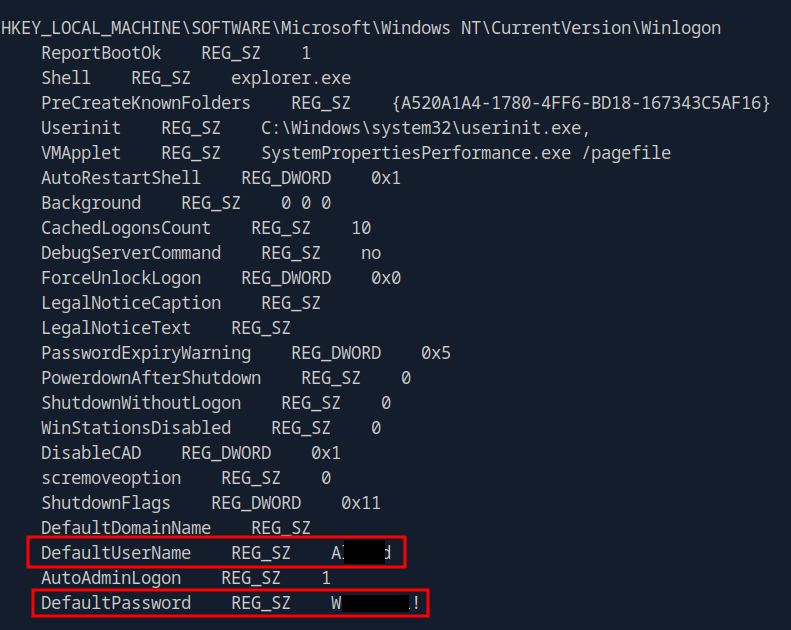 HKEY_LOCAL_MACHINE\SOFTWARE\Microsoft\Windows NT\CurrentVersion\Winlogon
ReportBootOk REG_SZ 1
Shell REG_SZ explorer.exe
PreCreateKnownFolders REG_SZ {A520A1A4-1780-4FF6-BD18-167343C5AF16}
Userinit REG_SZ C:\Windows\system32\userinit.exe,
VMApplet REG_SZ SystemPropertiesPerformance.exe /pagefile
AutoRestartShell REG_DWORD 0x1
Background REG_SZ 0 0 0
CachedLogonsCount REG_SZ 10
DebugServerCommand REG_SZ no
ForceUnlockLogon REG_DWORD 0x0
LegalNoticeCaption REG_SZ
LegalNoticeText REG_SZ
PasswordExpiryWarning REG_DWORD 0x5
PowerdownAfterShutdown REG_SZ 0
ShutdownWithoutLogon REG_SZ 0
WinStationsDisabled REG_SZ 0
DisableCAD REG_DWORD 0x1
scremoveoption REG_SZ 0
ShutdownFlags REG_DWORD 0x11
DefaultDomainName REG_SZ
DefaultUserName REG_SZ
AutoAdminLogon REG_SZ 1
DefaultPassword REG_SZ